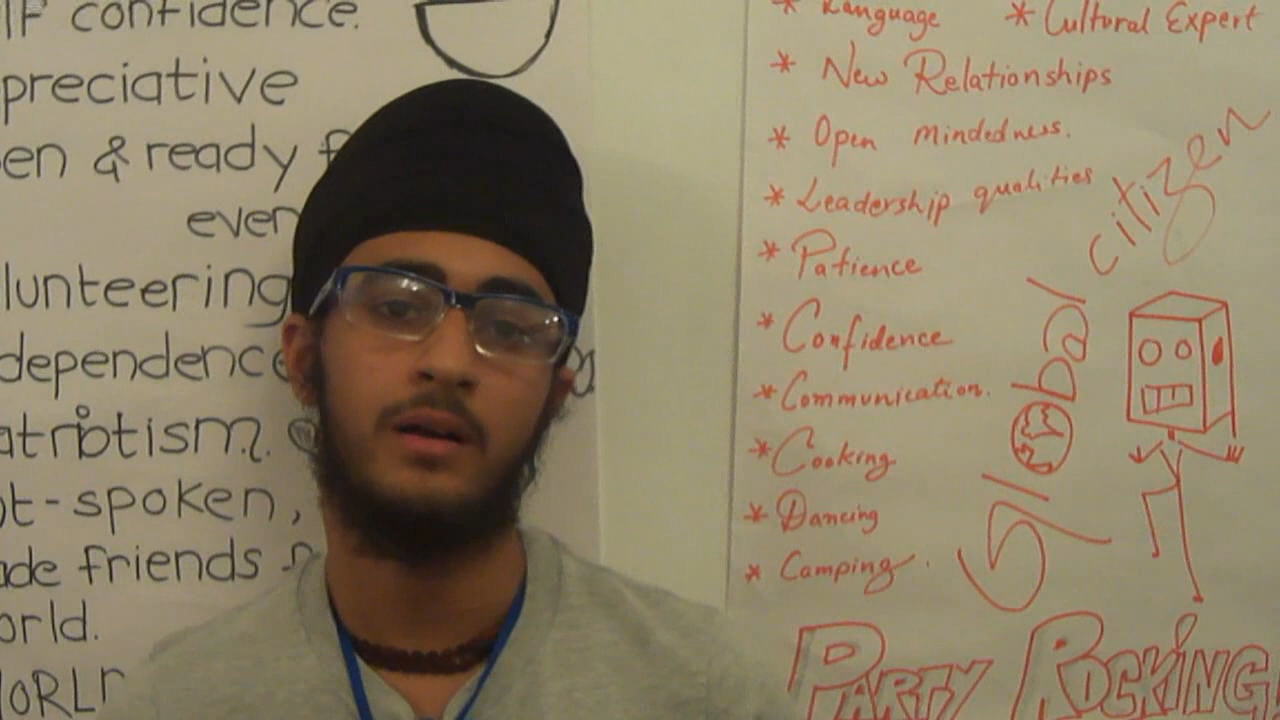 confidence.
preciative
en & ready f
even
lunteering
dependence
atriotism.
ot-spoken,
ade friends
orld.
WORLD
* Language * Cultural Expert
* New Relationships
* Open mindedness.
* Leadership qualities
* Patience
* Confidence
* Communication.
* Cooking
* Dancing
* Camping.
Global citizen
PARTY ROCKING!